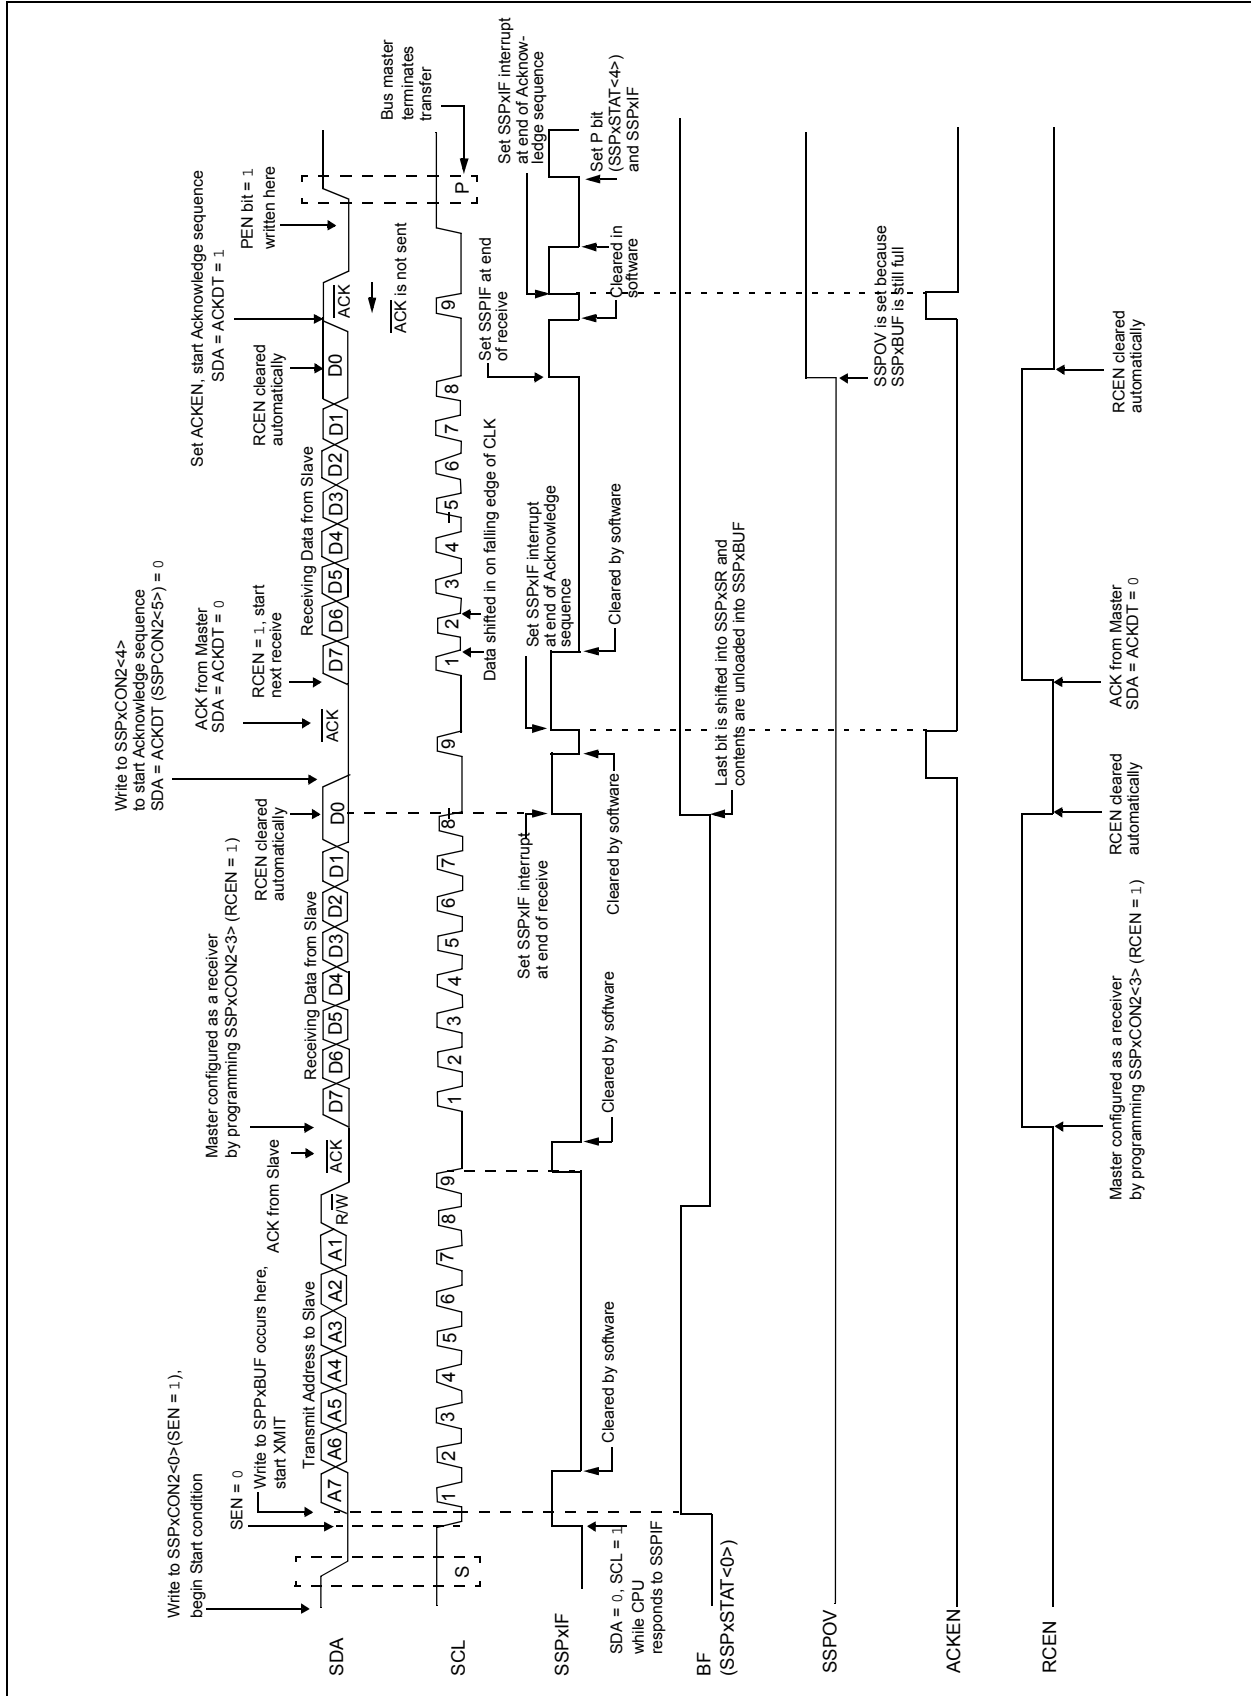 Write to SSPxCON2<0>(SEN = 1),
begin Start condition
SEN = 0
Write to SPPxBUF occurs here,
start XMIT
ACK from Slave
Master configured as a receiver
by programming SSPxCON2<3> (RCEN = 1)
RCEN cleared
automatically
Write to SSPxCON2<4>
to start Acknowledge sequence
SDA = ACKDT (SSPCON2<5>) = 0
ACK from Master
SDA = ACKDT = 0
RCEN = 1, start
next receive
RCEN cleared
automatically
Set ACKEN, start Acknowledge sequence
SDA = ACKDT = 1
PEN bit = 1
written here
Transmit Address to Slave
Receiving Data from Slave
Receiving Data from Slave
SDA
A7 A6 A5 A4 A3 A2 A1 R/W ACK D7 D6 D5 D4 D3 D2 D1 D0 ACK D7 D6 D5 D4 D3 D2 D1 D0 ACK
ACK is not sent
Bus master
terminates
transfer
SCL
S 1 2 3 4 5 6 7 8 9 1 2 3 4 5 6 7 8 9 1 2 3 4 5 6 7 8 9 P
Data shifted in on falling edge of CLK
Set SSPxIF interrupt
at end of receive
Set SSPxIF interrupt
at end of Acknowledge
sequence
Set SSPIF at end
of receive
Set SSPxIF interrupt
at end of Acknow-
ledge sequence
SSPxIF
SDA = 0, SCL = 1
while CPU
responds to SSPIF
Cleared by software
Cleared by software
Cleared by software
Cleared by software
Cleared in
software
Set P bit
(SSPxSTAT<4>)
and SSPxIF
BF
(SSPxSTAT<0>)
Last bit is shifted into SSPxSR and
contents are unloaded into SSPxBUF
SSPOV
SSPOV is set because
SSPxBUF is still full
ACKEN
RCEN
Master configured as a receiver
by programming SSPxCON2<3> (RCEN = 1)
RCEN cleared
automatically
ACK from Master
SDA = ACKDT = 0
RCEN cleared
automatically